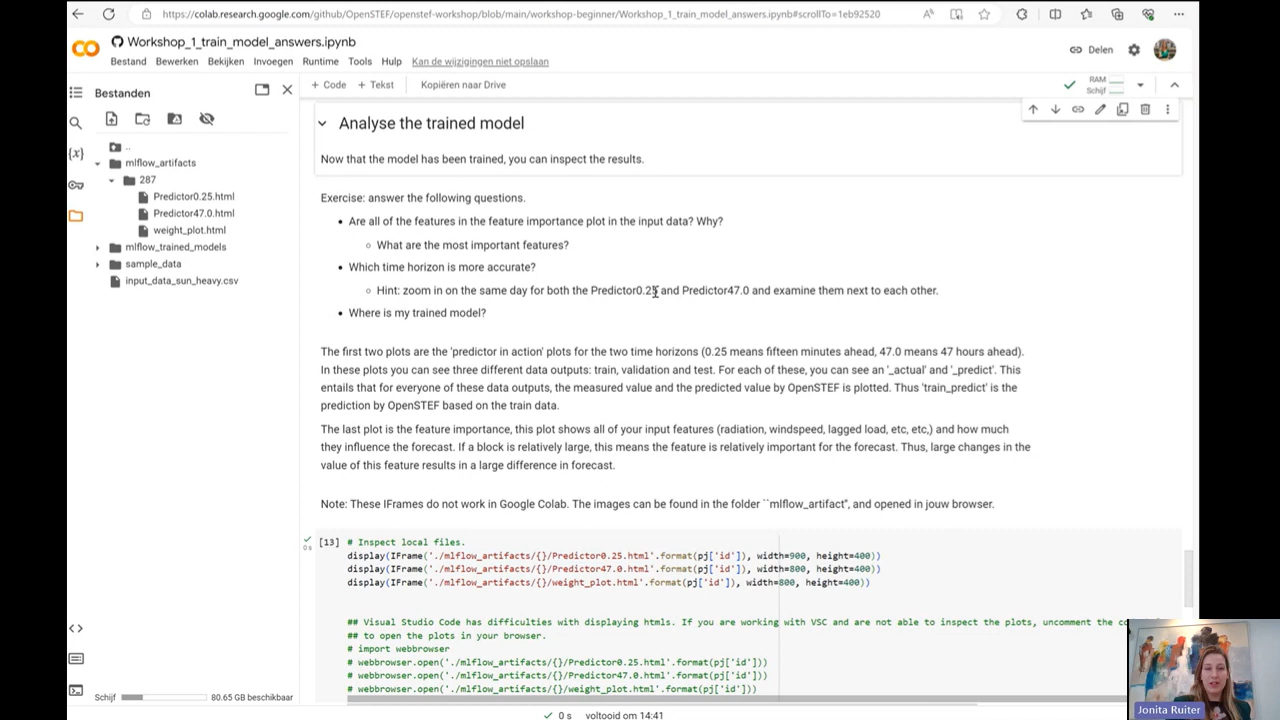 https://colab.research.google.com/github/OpenSTEF/openstef-workshop/blob/main/workshop-beginner/Workshop_1_train_model_answers.ipynb#scrollTo=1eb92520
Workshop_1_train_model_answers.ipynb
Bestand Bewerken Bekijken Invoegen Runtime Tools Help Kan de wijzigingen niet opslaan
Delen
Bestanden
+ Code + Tekst Kopiëren naar Drive
RAM
Schijf
..
mlflow_artifacts
287
Predictor0.25.html
Predictor47.0.html
weight_plot.html
mlflow_trained_models
sample_data
input_data_sun_heavy.csv
Analyse the trained model
Now that the model has been trained, you can inspect the results.
Exercise: answer the following questions.
• Are all of the features in the feature importance plot in the input data? Why?
◦ What are the most important features?
• Which time horizon is more accurate?
◦ Hint: zoom in on the same day for both the Predictor0.25 and Predictor47.0 and examine them next to each other.
• Where is my trained model?
The first two plots are the 'predictor in action' plots for the two time horizons (0.25 means fifteen minutes ahead, 47.0 means 47 hours ahead).
In these plots you can see three different data outputs: train, validation and test. For each of these, you can see an '_actual' and '_predict'. This
entails that for everyone of these data outputs, the measured value and the predicted value by OpenSTEF is plotted. Thus 'train_predict' is the
prediction by OpenSTEF based on the train data.
The last plot is the feature importance, this plot shows all of your input features (radiation, windspeed, lagged load, etc, etc,) and how much
they influence the forecast. If a block is relatively large, this means the feature is relatively important for the forecast. Thus, large changes in the
value of this feature results in a large difference in forecast.
Note: These IFrames do not work in Google Colab. The images can be found in the folder ``mlflow_artifact'', and opened in jouw browser.
[13] # Inspect local files.
0s
display(IFrame('./mlflow_artifacts/{}/Predictor0.25.html'.format(pj['id']), width=900, height=400))
display(IFrame('./mlflow_artifacts/{}/Predictor47.0.html'.format(pj['id']), width=800, height=400))
display(IFrame('./mlflow_artifacts/{}/weight_plot.html'.format(pj['id']), width=800, height=400))
## Visual Studio Code has difficulties with displaying htmls. If you are working with VSC and are not able to inspect the plots, uncomment the co
## to open the plots in your browser.
# import webbrowser
# webbrowser.open('./mlflow_artifacts/{}/Predictor0.25.html'.format(pj['id']))
# webbrowser.open('./mlflow_artifacts/{}/Predictor47.0.html'.format(pj['id']))
# webbrowser.open('./mlflow_artifacts/{}/weight_plot.html'.format(pj['id']))
Schijf 80.65 GB beschikbaar
0 s voltooid om 14:41
Jonita Ruiter